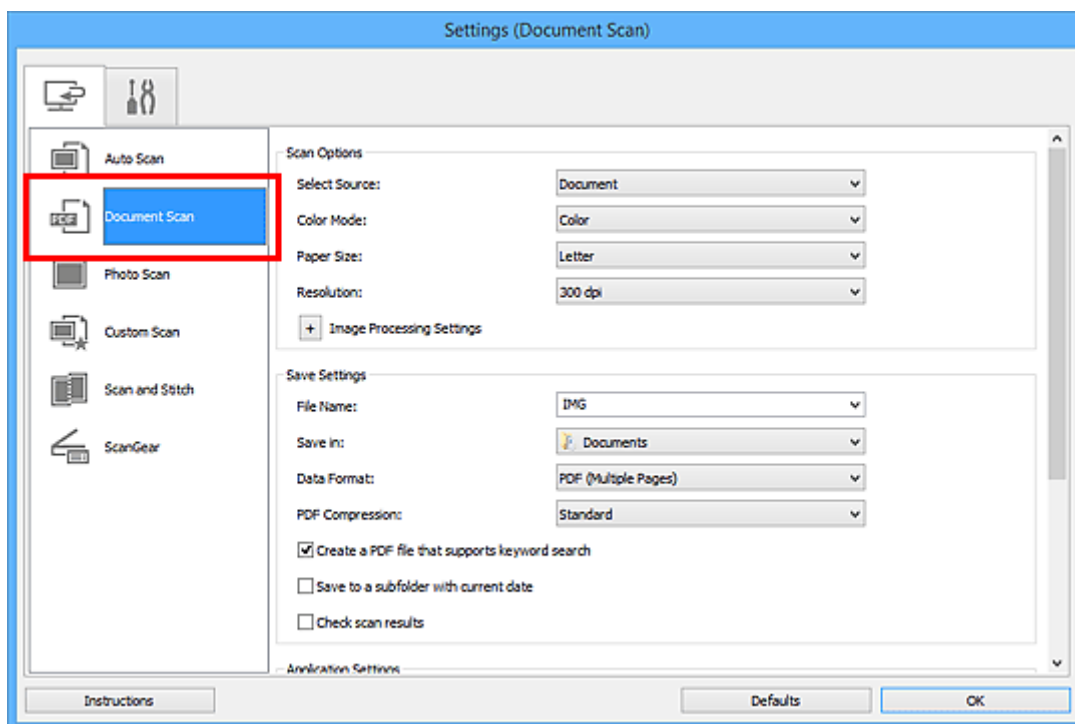 Settings (Document Scan)
Auto Scan
PDF
Document Scan
Photo Scan
Custom Scan
Scan and Stitch
ScanGear
Scan Options
Select Source: Document
Color Mode: Color
Paper Size: Letter
Resolution: 300 dpi
+ Image Processing Settings
Save Settings
File Name: IMG
Save in: Documents
Data Format: PDF (Multiple Pages)
PDF Compression: Standard
Create a PDF file that supports keyword search
Save to a subfolder with current date
Check scan results
Application Settings
Instructions
Defaults
OK